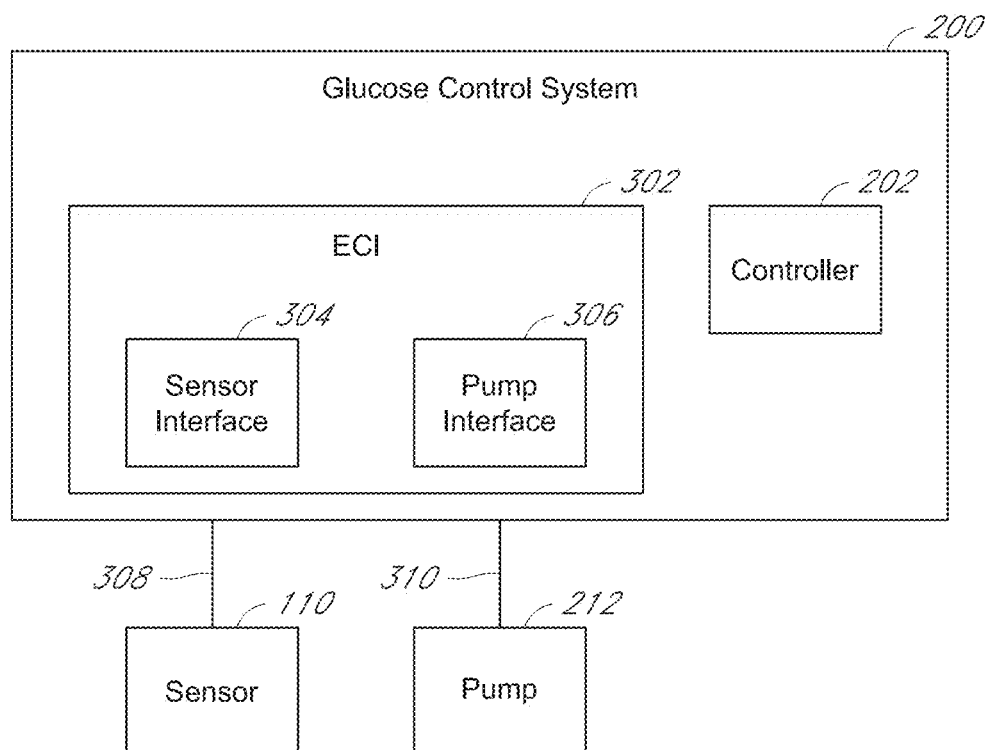 200
Glucose Control System
302
202
ECI
Controller
304
306
Sensor
Interface
Pump
Interface
308
310
110
212
Sensor
Pump